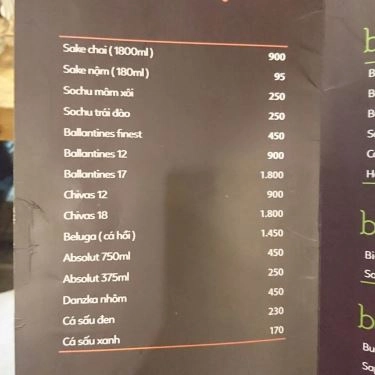 Sake chai ( 1800ml ) 900
Sake nậm ( 180ml ) 95
Sochu mâm xôi 250
Sochu trái đào 250
Ballantines finest 450
Ballantines 12 900
Ballantines 17 1.800
Chivas 12 900
Chivas 18 1.800
Beluga ( cá hồi ) 1.450
Absolut 750ml 450
Absolut 375ml 250
Danzka nhôm 450
Cá sấu đen 230
Cá sấu xanh 170